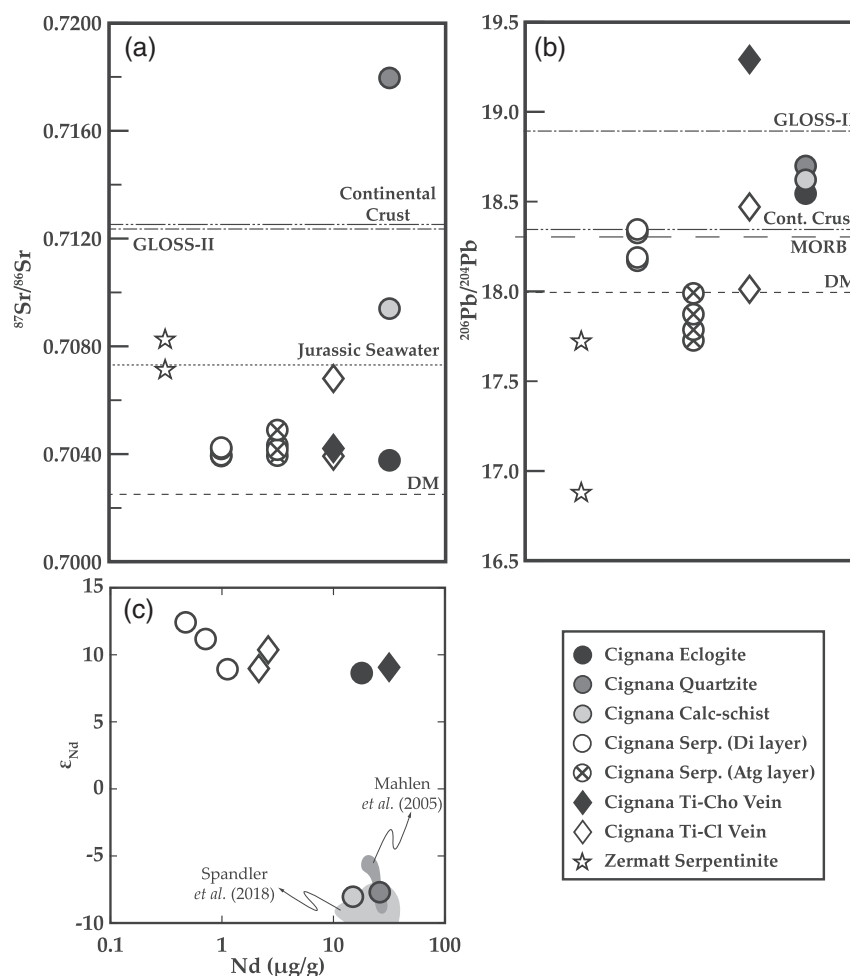 (a)
0.7200
0.7160
0.7120
0.7080
0.7040
0.7000
87Sr/86Sr
Continental
Crust
GLOSS-II
Jurassic Seawater
DM
(b)
19.0
18.5
18.0
17.5
17.0
16.5
206Pb/204Pb
GLOSS-II
Cont. Crust
MORB
DM
(c)
15
10
5
0
-5
-10
εNd
Mahlen
et al. (2005)
Spandler
et al. (2018)
0.1
1
10
100
Nd (µg/g)
Cignana Eclogite
Cignana Quartzite
Cignana Calc-schist
Cignana Serp. (Di layer)
Cignana Serp. (Atg layer)
Cignana Ti-Cho Vein
Cignana Ti-Cl Vein
Zermatt Serpentinite